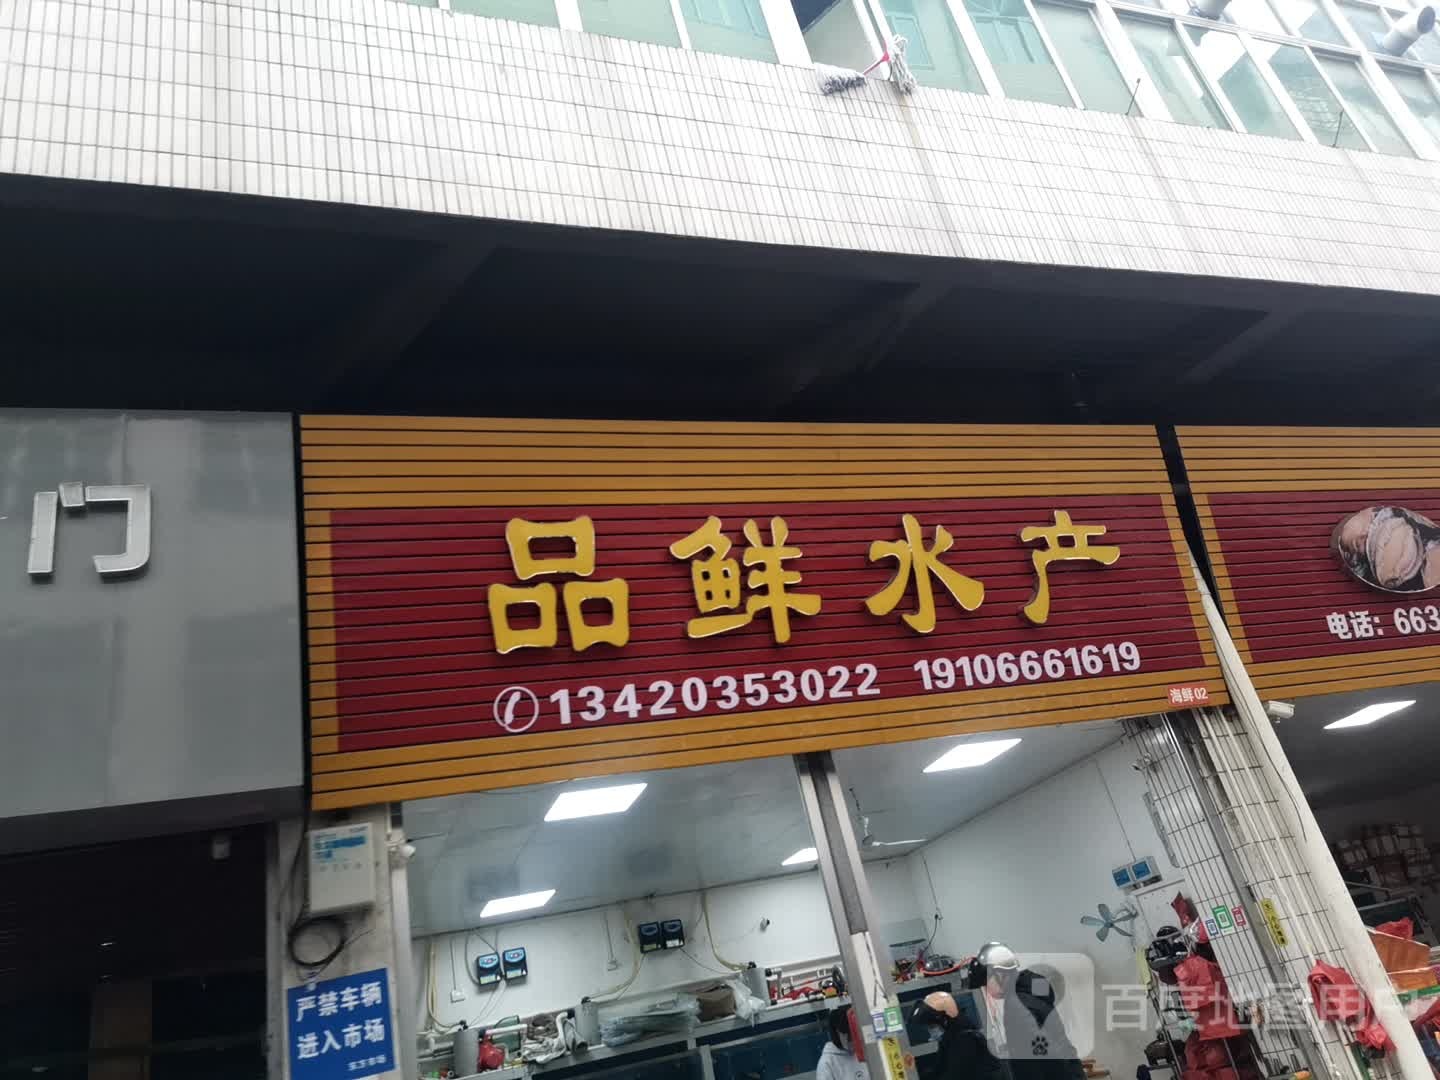 门
品鲜水产
13420353022 19106661619
海鲜02
电话：663
严禁车辆
进入市场
百度地图用户